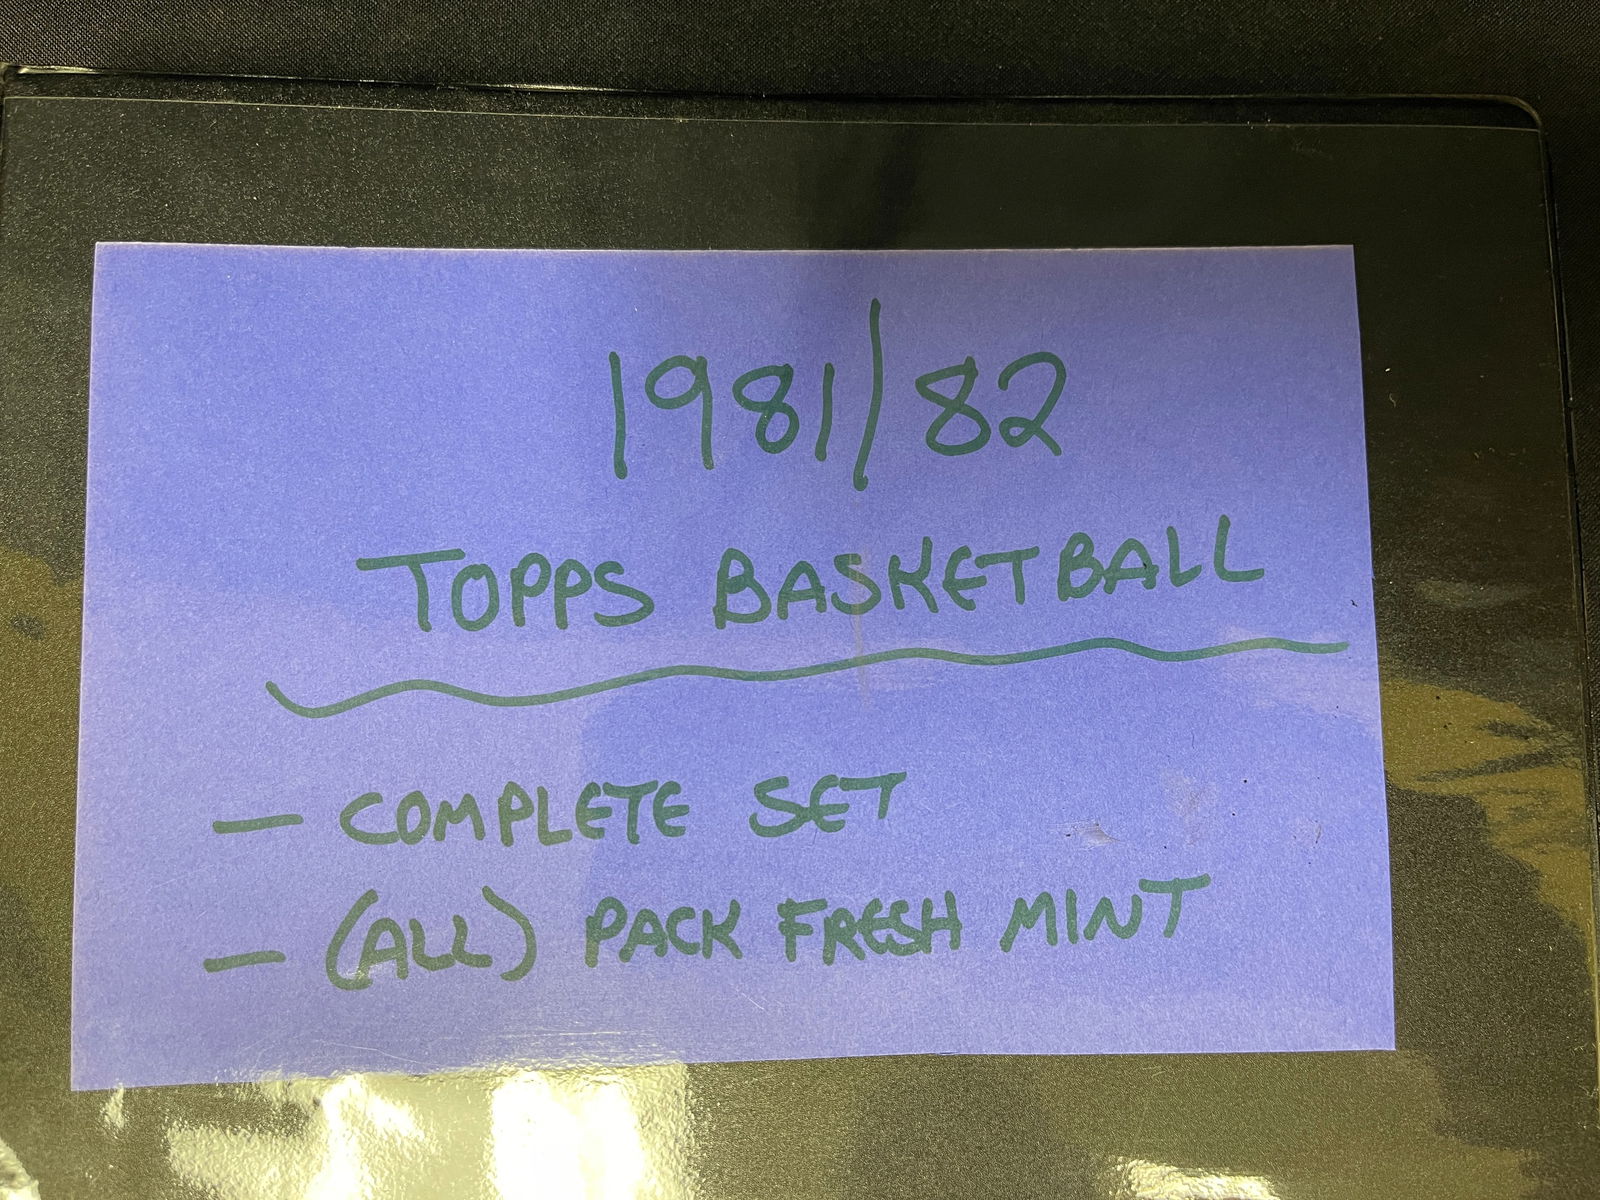 1981/82
TOPPS BASKETBALL
— COMPLETE SET
— (ALL) PACK FRESH MINT